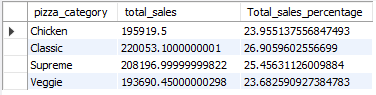 pizza_category total_sales Total_sales_percentage
Chicken 195919.5 23.955137556847493
Classic 220053.1000000001 26.9059602556699
Supreme 208196.99999999822 25.45631126009884
Veggie 193690.45000000298 23.682590927384783